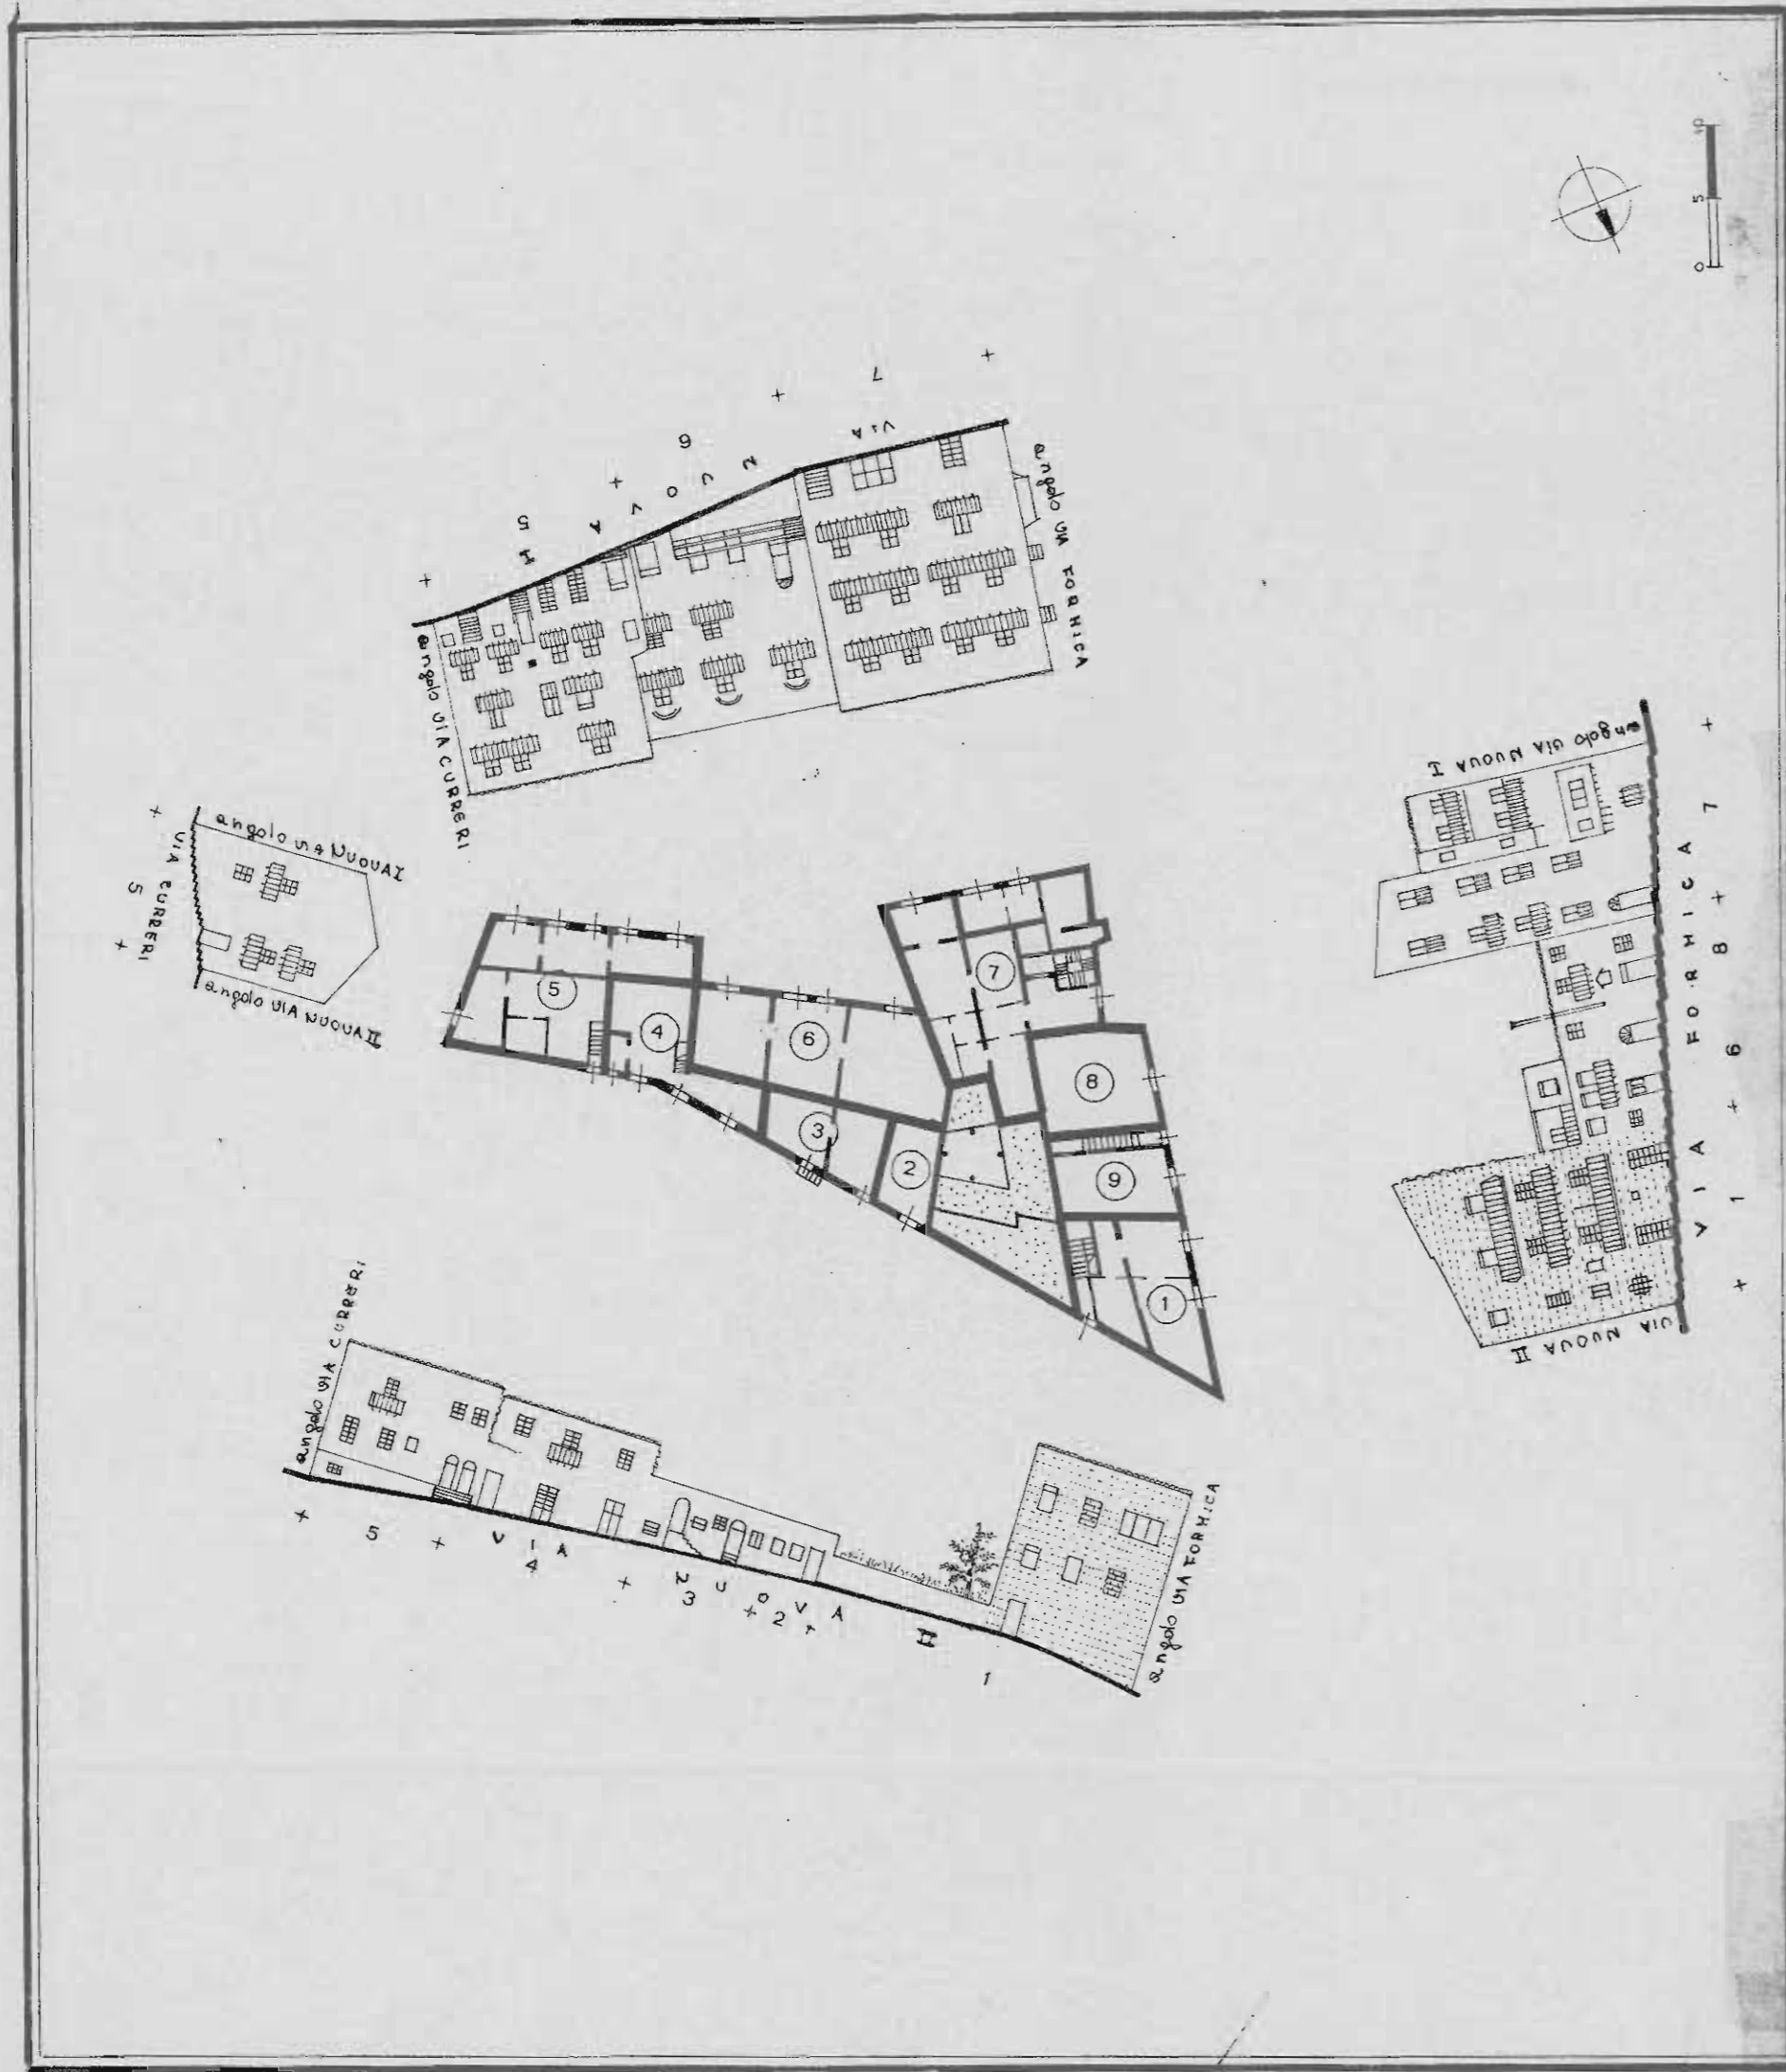 10
5
0
7
6
5
VIA NUOVA I
angolo VIA FORMICA
angolo VIA CURRERI
angolo VIA NUOVA I
VIA CURRERI
5
angolo VIA NUOVA II
angolo VIA NUOVA I
VIA FORMICA
7
8
6
1
VIA NUOVA II
5
4
6
7
3
2
8
9
1
angolo VIA CURRERI
5
4
3
2
1
VIA NUOVA II
angolo VIA FORMICA